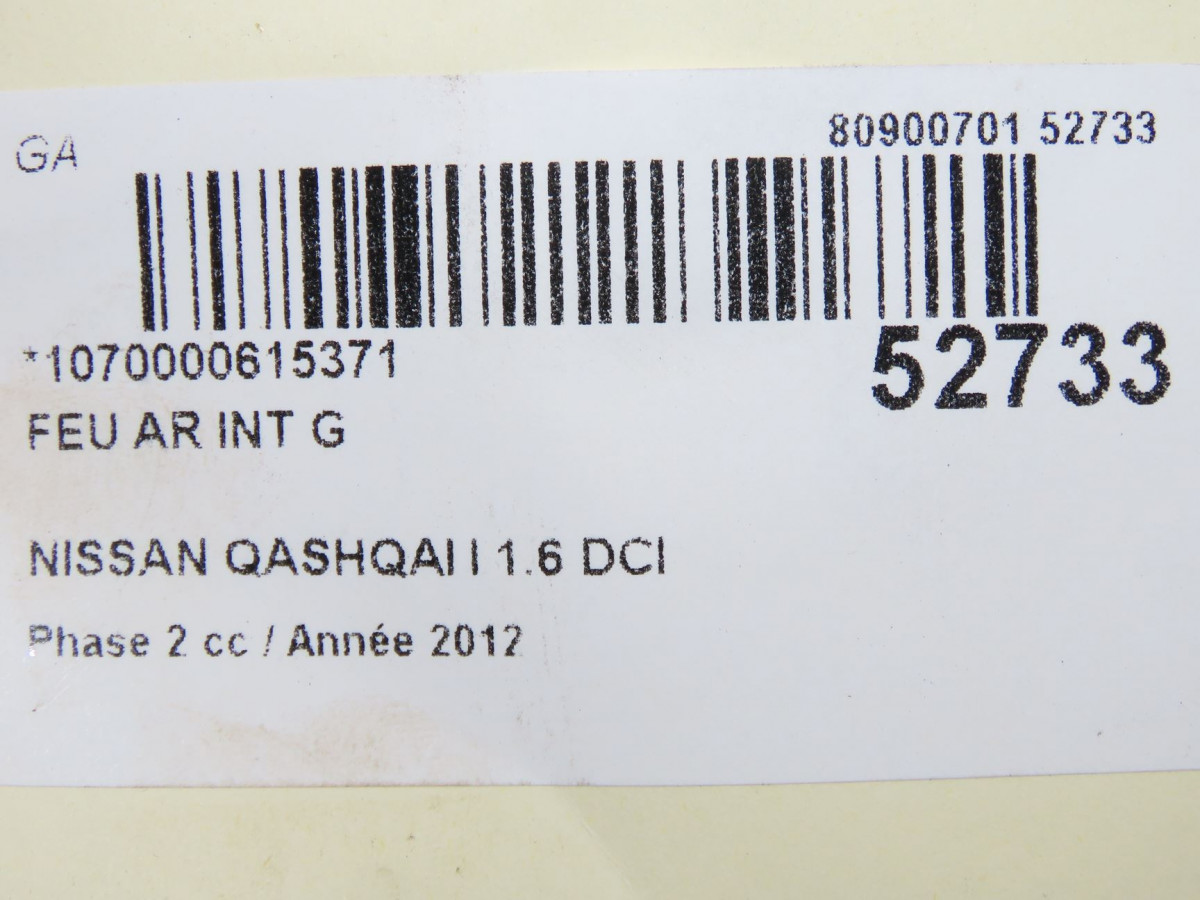 80900701 52733
GA
*1070000615371
52733
FEU AR INT G
NISSAN QASHQAI I 1.6 DCI
Phase 2 cc / Année 2012